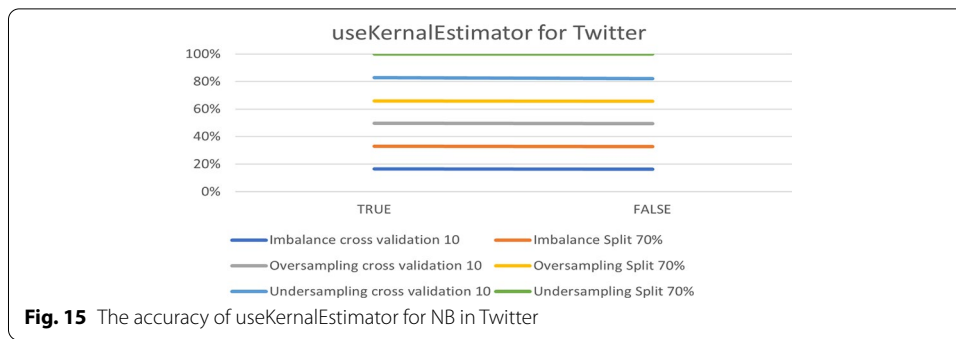 useKernalEstimator for Twitter
100%
80%
60%
40%
20%
0%
TRUE FALSE
Imbalance cross validation 10 Imbalance Split 70%
Oversampling cross validation 10 Oversampling Split 70%
Undersampling cross validation 10 Undersampling Split 70%
Fig. 15 The accuracy of useKernalEstimator for NB in Twitter